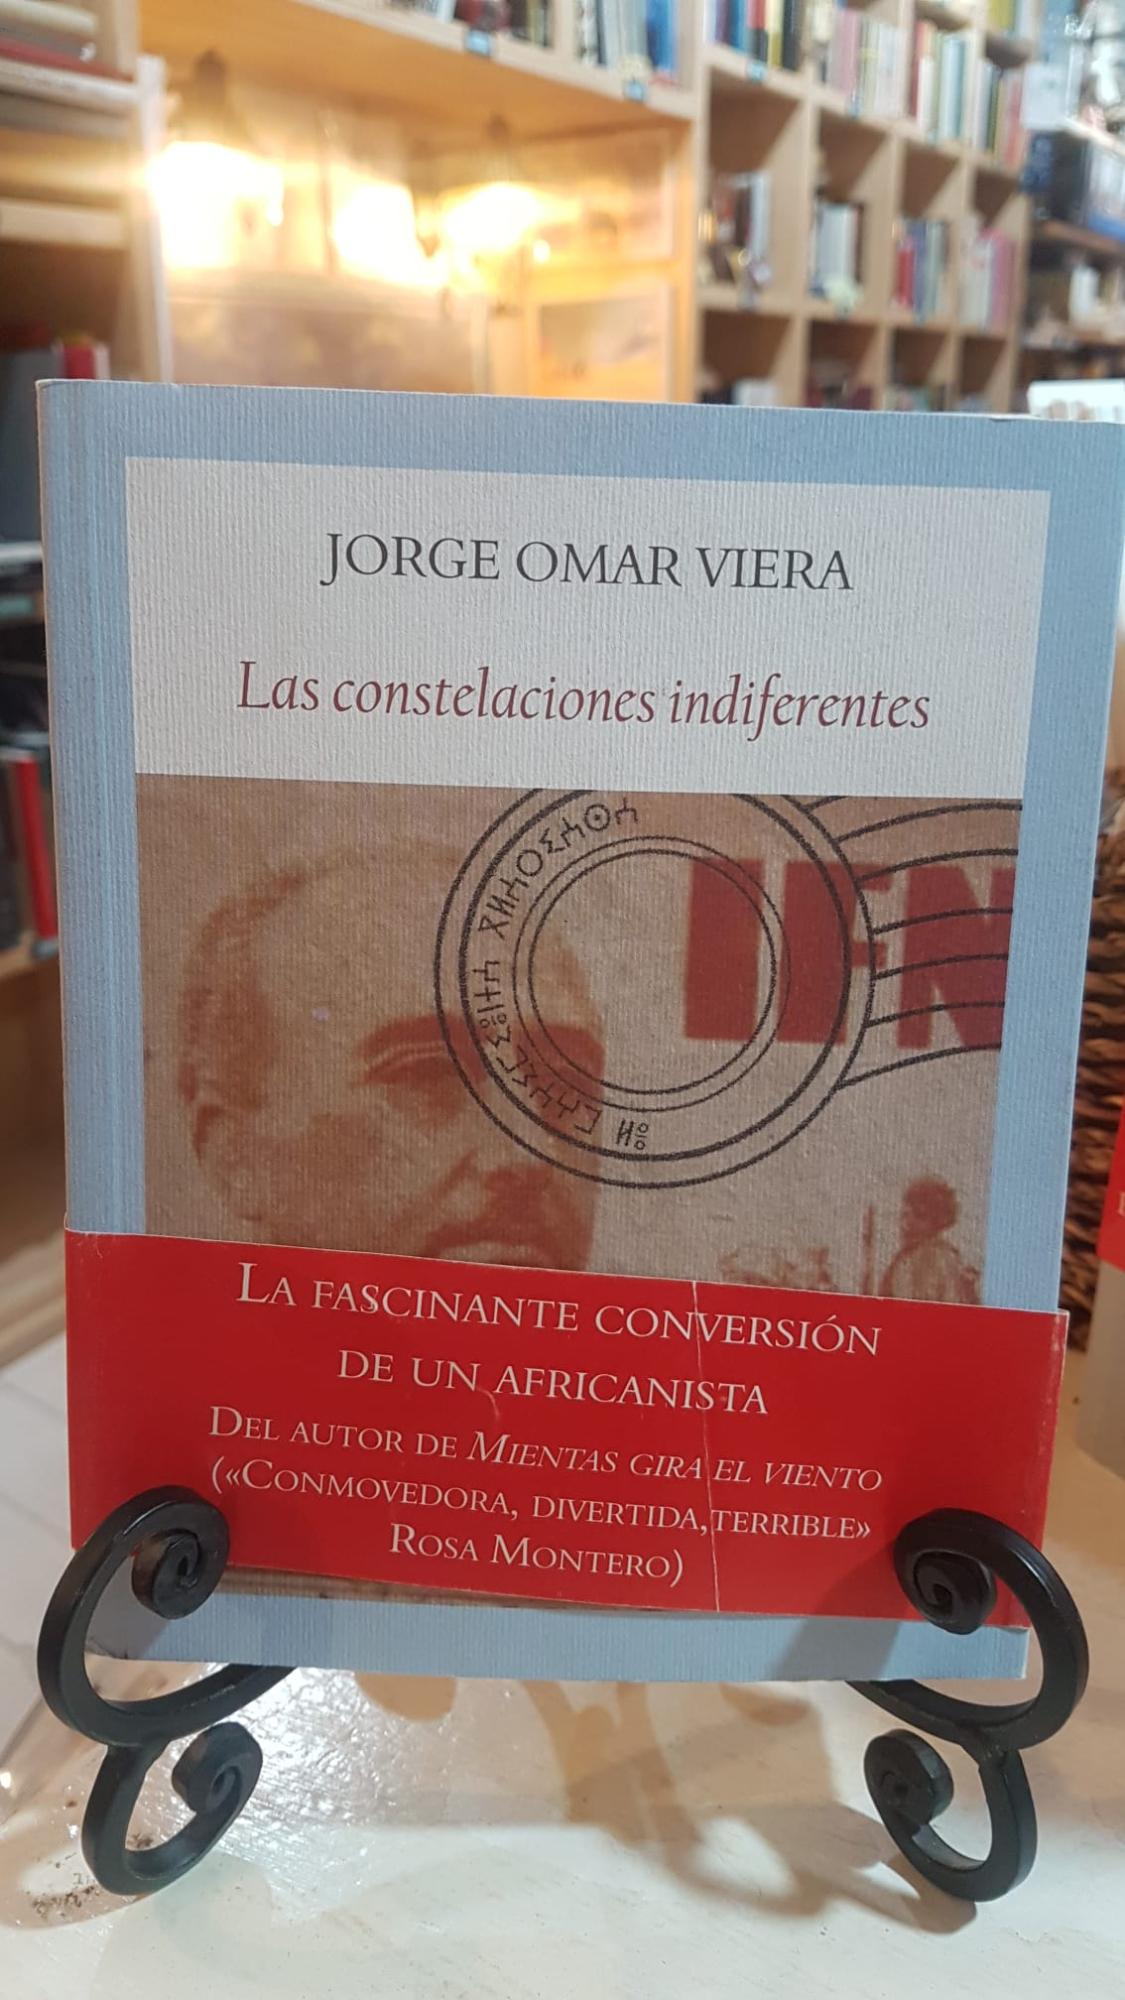 JORGE OMAR VIERA
Las constelaciones indiferentes
LA FASCINANTE CONVERSIÓN
DE UN AFRICANISTA
DEL AUTOR DE MIENTAS GIRA EL VIENTO
(«CONMOVEDORA, DIVERTIDA, TERRIBLE»
ROSA MONTERO)